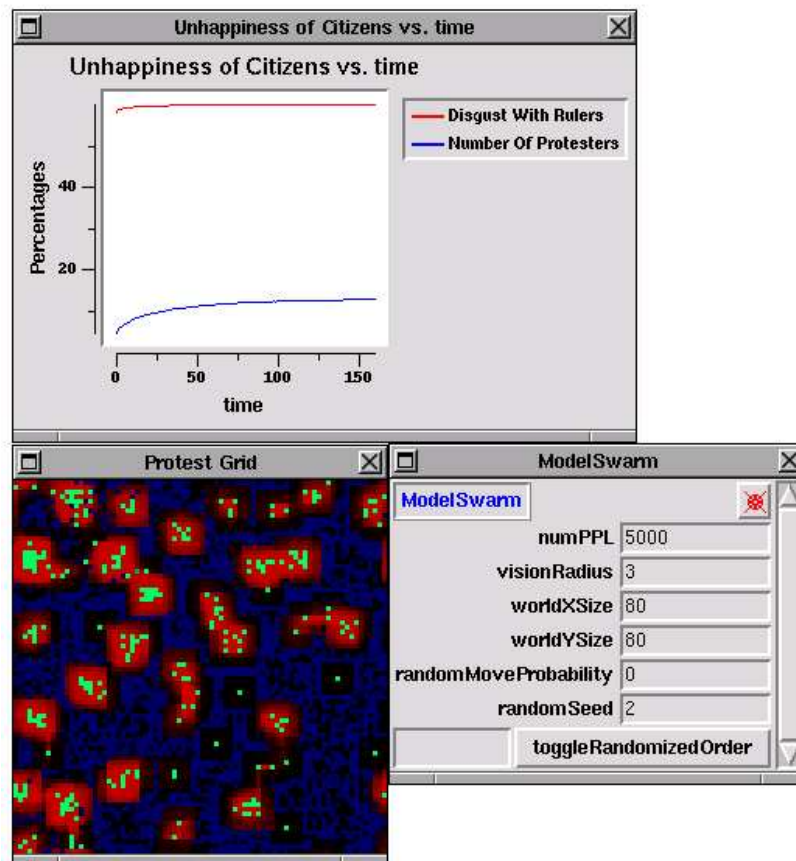 Unhappiness of Citizens vs. time
Unhappiness of Citizens vs. time
Disgust With Rulers
Number Of Protesters
Percentages
40
20
0 50 100 150
time
Protest Grid
ModelSwarm
ModelSwarm
numPPL 5000
visionRadius 3
worldXSize 80
worldYSize 80
randomMoveProbability 0
randomSeed 2
toggleRandomizedOrder